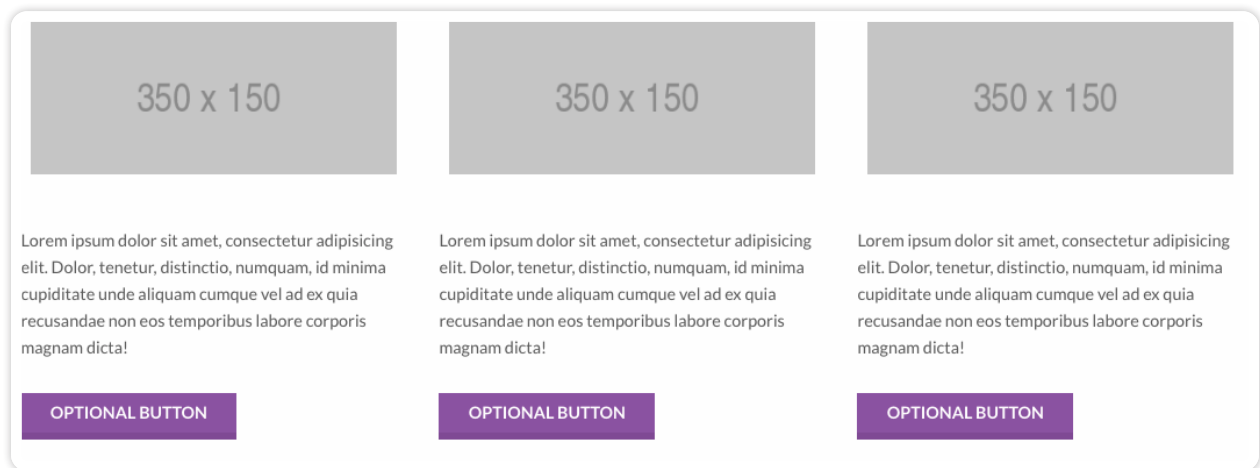 350 x 150
350 x 150
350 x 150
Lorem ipsum dolor sit amet, consectetur adipisicing
elit. Dolor, tenetur, distinctio, numquam, id minima
cupiditate unde aliquam cumque vel ad ex quia
recusandae non eos temporibus labore corporis
magnam dicta!
OPTIONAL BUTTON
Lorem ipsum dolor sit amet, consectetur adipisicing
elit. Dolor, tenetur, distinctio, numquam, id minima
cupiditate unde aliquam cumque vel ad ex quia
recusandae non eos temporibus labore corporis
magnam dicta!
OPTIONAL BUTTON
Lorem ipsum dolor sit amet, consectetur adipisicing
elit. Dolor, tenetur, distinctio, numquam, id minima
cupiditate unde aliquam cumque vel ad ex quia
recusandae non eos temporibus labore corporis
magnam dicta!
OPTIONAL BUTTON